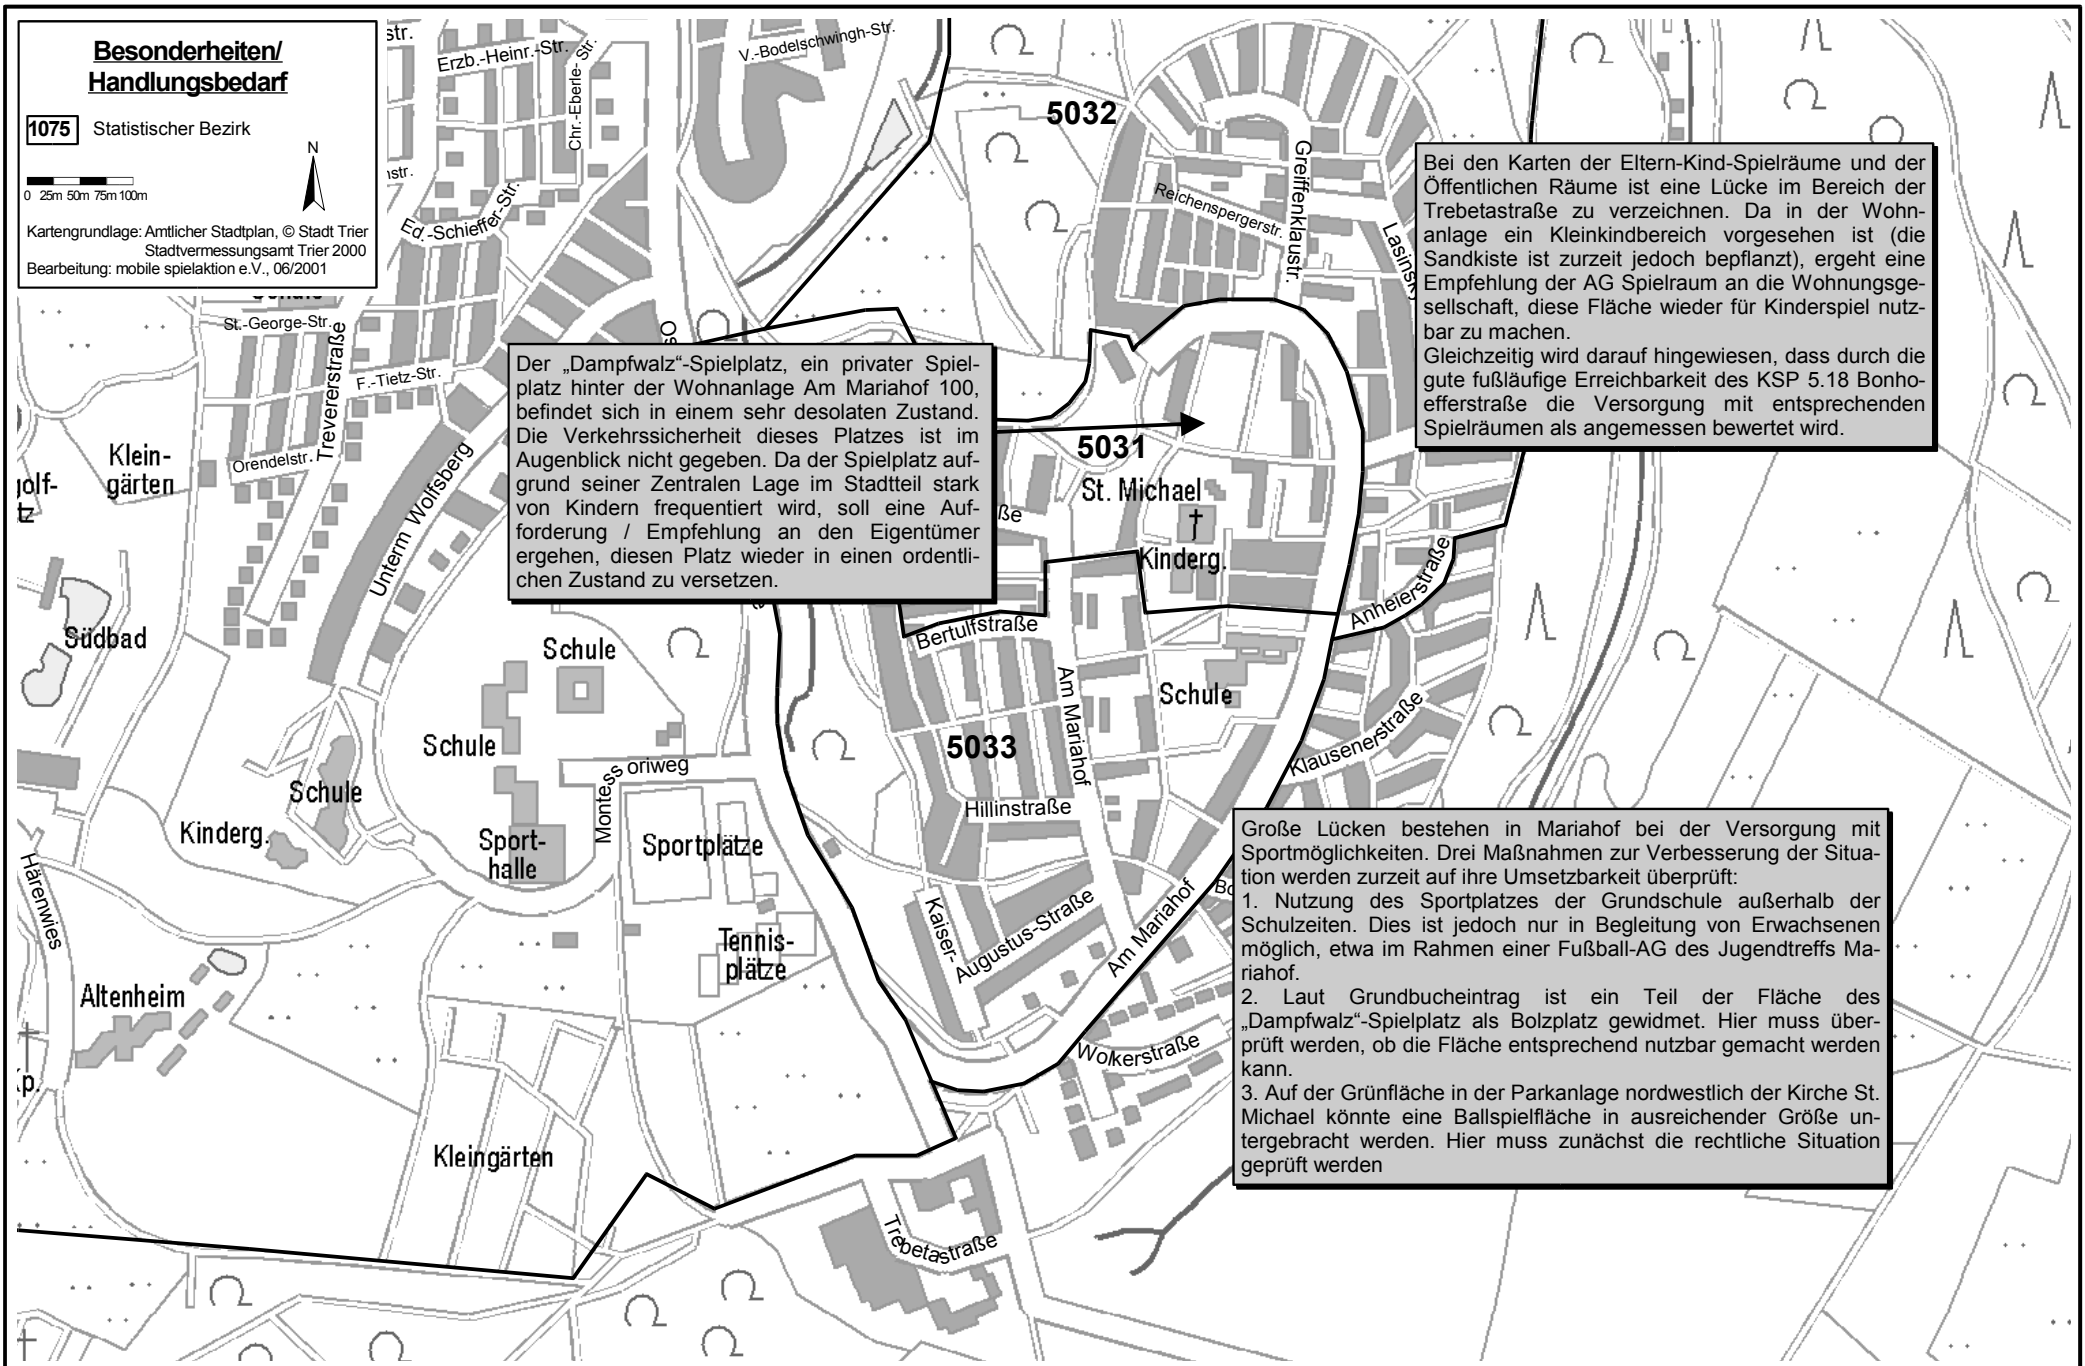 Besonderheiten/
Handlungsbedarf
1075 Statistischer Bezirk
N
0 25m 50m 75m 100m
Kartengrundlage: Amtlicher Stadtplan, © Stadt Trier
Stadtvermessungsamt Trier 2000
Bearbeitung: mobile spielaktion e.V., 06/2001
str.
Erzb.-Heinr.-Str.
Chr.-Eberle-Str.
V.-Bodelschwingh-Str.
nstr.
Ed.-Schieffer-Str.
5032
Greiffenklaustr.
Reichenspergerstr.
Lasinsky
Bei den Karten der Eltern-Kind-Spielräume und der
Öffentlichen Räume ist eine Lücke im Bereich der
Trebetastraße zu verzeichnen. Da in der Wohn-
anlage ein Kleinkindbereich vorgesehen ist (die
Sandkiste ist zurzeit jedoch bepflanzt), ergeht eine
Empfehlung der AG Spielraum an die Wohnungsge-
sellschaft, diese Fläche wieder für Kinderspiel nutz-
bar zu machen.
Gleichzeitig wird darauf hingewiesen, dass durch die
gute fußläufige Erreichbarkeit des KSP 5.18 Bonho-
efferstraße die Versorgung mit entsprechenden
Spielräumen als angemessen bewertet wird.
St.-George-Str.
Treverer­straße
F.-Tietz-Str.
Orendelstr.
Unterm Wolfsberg
Os
Klein-
gärten
golf-
tz
Südbad
Der „Dampfwalz“-Spielplatz, ein privater Spiel-
platz hinter der Wohnanlage Am Mariahof 100,
befindet sich in einem sehr desolaten Zustand.
Die Verkehrssicherheit dieses Platzes ist im
Augenblick nicht gegeben. Da der Spielplatz auf-
grund seiner Zentralen Lage im Stadtteil stark
von Kindern frequentiert wird, soll eine Auf-
forderung / Empfehlung an den Eigentümer
ergehen, diesen Platz wieder in einen ordentli-
chen Zustand zu versetzen.
5031
St. Michael
ße
Kinderg.
Anheierstraße
Bertulfstraße
Schule
Am Mariahof
Schule
Schule
5033
Klausenerstraße
Montessoriweg
Schule
Hillinstraße
Kinderg.
Sport-
halle
Sportplätze
Härenwies
Kaiser-
Augustus-Straße
Am Mariahof
Bo
Tennis-
plätze
Altenheim
Kp.
Wolkerstraße
Kleingärten
Trebetastraße
Große Lücken bestehen in Mariahof bei der Versorgung mit
Sportmöglichkeiten. Drei Maßnahmen zur Verbesserung der Situa-
tion werden zurzeit auf ihre Umsetzbarkeit überprüft:
1. Nutzung des Sportplatzes der Grundschule außerhalb der
Schulzeiten. Dies ist jedoch nur in Begleitung von Erwachsenen
möglich, etwa im Rahmen einer Fußball-AG des Jugendtreffs Ma-
riahof.
2. Laut Grundbucheintrag ist ein Teil der Fläche des
„Dampfwalz“-Spielplatz als Bolzplatz gewidmet. Hier muss über-
prüft werden, ob die Fläche entsprechend nutzbar gemacht werden
kann.
3. Auf der Grünfläche in der Parkanlage nordwestlich der Kirche St.
Michael könnte eine Ballspielfläche in ausreichender Größe un-
tergebracht werden. Hier muss zunächst die rechtliche Situation
geprüft werden